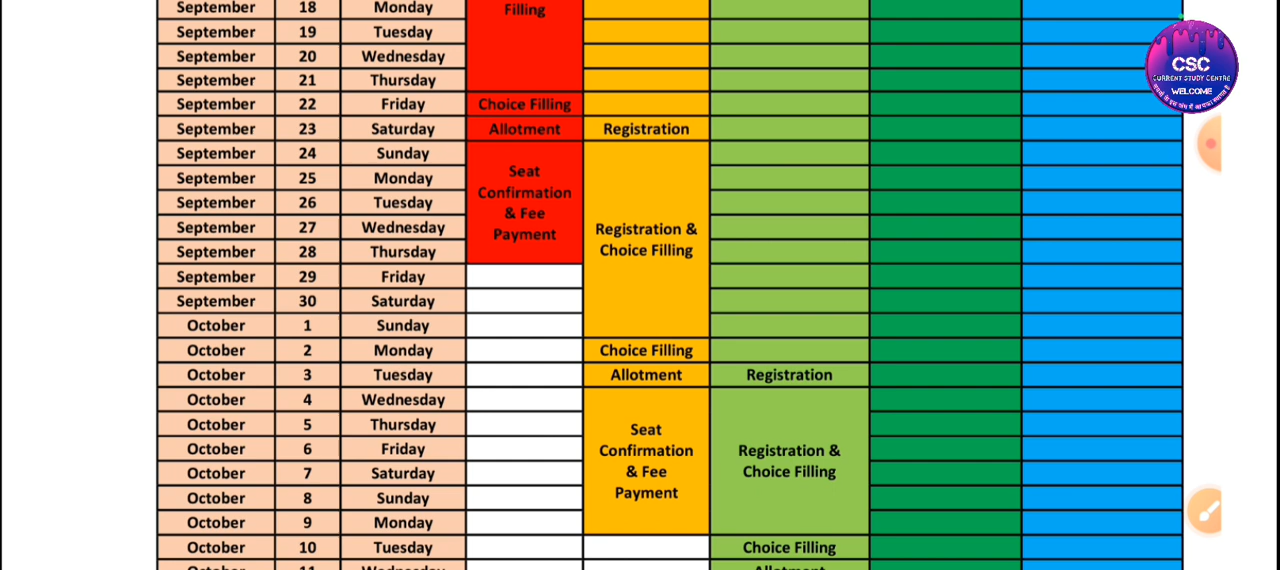 September 18 Monday Filling
September 19 Tuesday
September 20 Wednesday
September 21 Thursday
September 22 Friday Choice Filling
September 23 Saturday Allotment Registration
September 24 Sunday
September 25 Monday
September 26 Tuesday
September 27 Wednesday
September 28 Thursday
Seat
Confirmation
& Fee
Payment
September 29 Friday
September 30 Saturday
October 1 Sunday
Registration &
Choice Filling
October 2 Monday Choice Filling
October 3 Tuesday Allotment Registration
October 4 Wednesday
October 5 Thursday
October 6 Friday
October 7 Saturday
October 8 Sunday
October 9 Monday
Seat
Confirmation
& Fee
Payment
Registration &
Choice Filling
October 10 Tuesday Choice Filling
October 11 Wednesday Allotment
CSC
CURRENT STUDY CENTRE
WELCOME